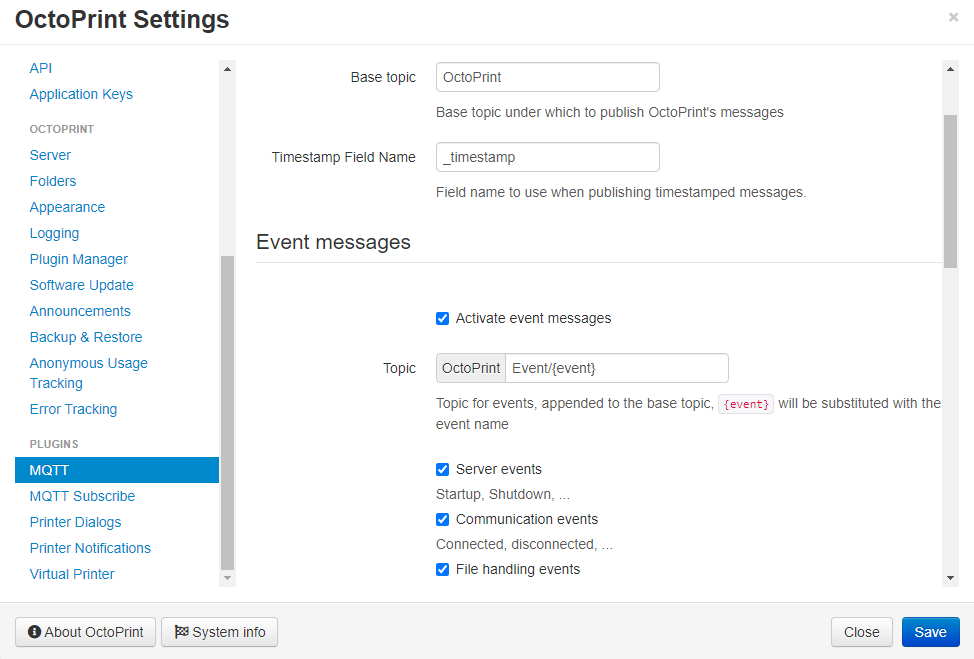 OctoPrint Settings
×
API
Application Keys
OCTOPRINT
Server
Folders
Appearance
Logging
Plugin Manager
Software Update
Announcements
Backup & Restore
Anonymous Usage
Tracking
Error Tracking
PLUGINS
MQTT
MQTT Subscribe
Printer Dialogs
Printer Notifications
Virtual Printer
Base topic OctoPrint
Base topic under which to publish OctoPrint's messages
Timestamp Field Name _timestamp
Field name to use when publishing timestamped messages.
Event messages
Activate event messages
Topic OctoPrint Event/{event}
Topic for events, appended to the base topic, {event} will be substituted with the
event name
Server events
Startup, Shutdown, ...
Communication events
Connected, disconnected, ...
File handling events
About OctoPrint System info Close Save